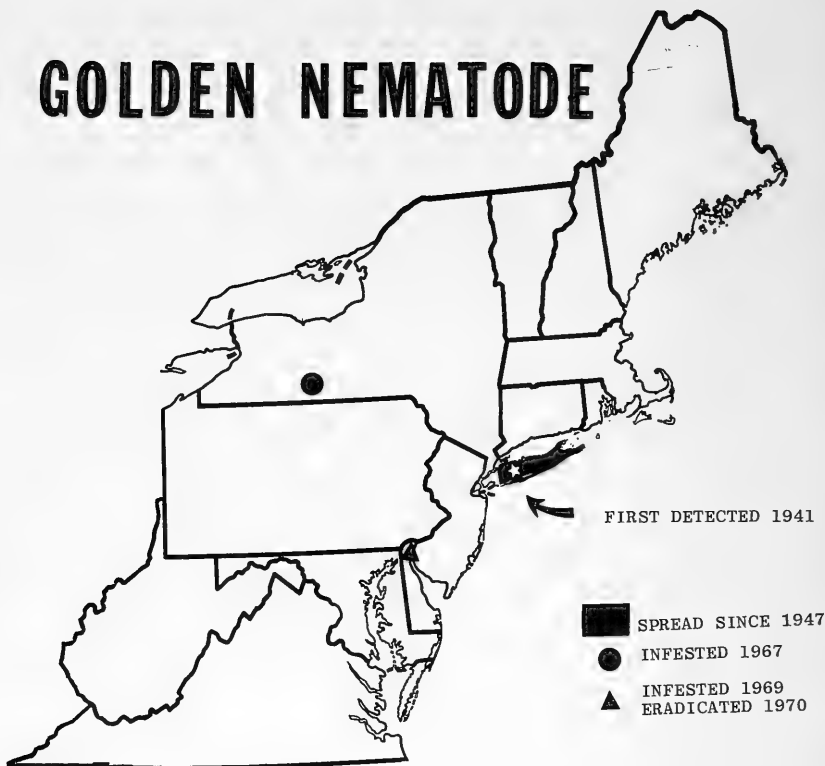 GOLDEN NEMATODE
FIRST DETECTED 1941
SPREAD SINCE 1947
INFESTED 1967
INFESTED 1969
ERADICATED 1970